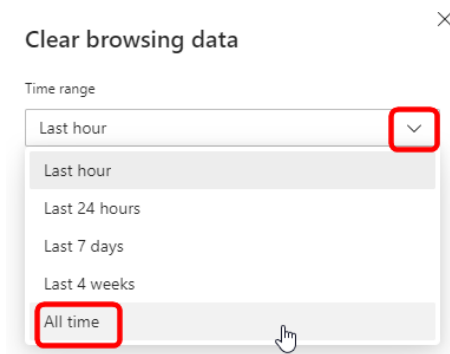 Clear browsing data
Time range
Last hour
Last hour
Last 24 hours
Last 7 days
Last 4 weeks
All time